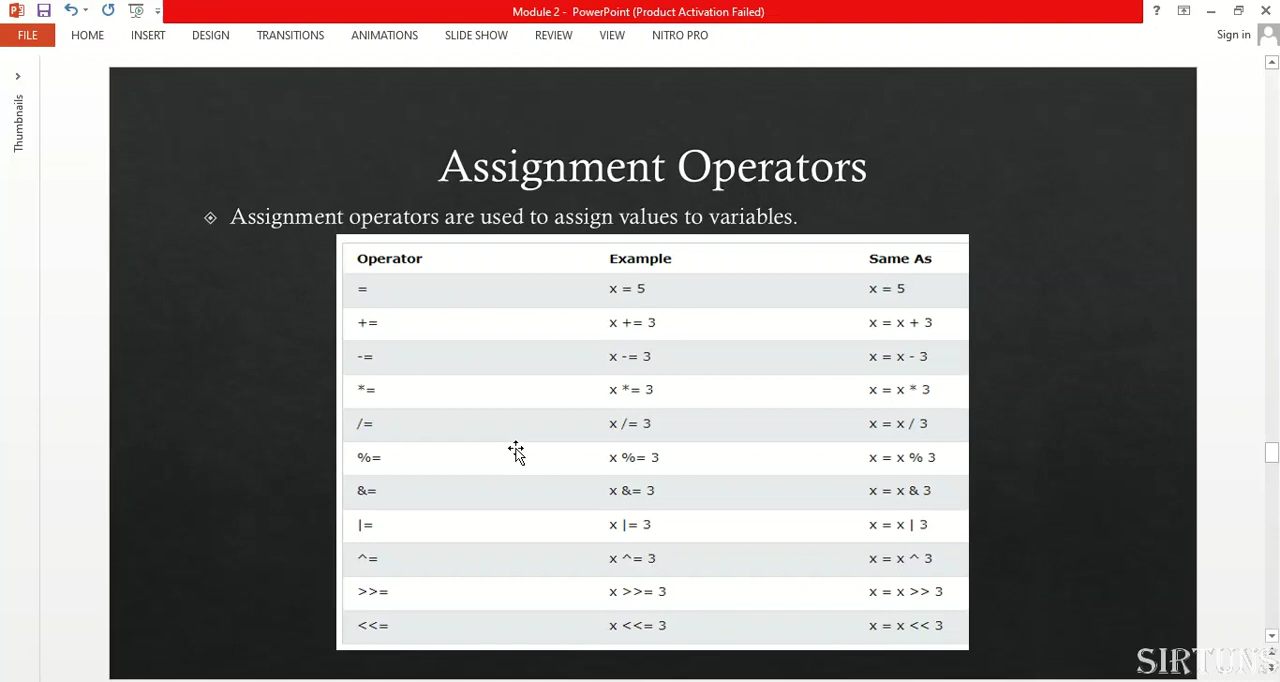 Module 2 - PowerPoint (Product Activation Failed)
?
FILE HOME INSERT DESIGN TRANSITIONS ANIMATIONS SLIDE SHOW REVIEW VIEW NITRO PRO Sign in
Thumbnails
Assignment Operators
Assignment operators are used to assign values to variables.
Operator Example Same As
= x = 5 x = 5
+= x += 3 x = x + 3
-= x -= 3 x = x - 3
*= x *= 3 x = x * 3
/= x /= 3 x = x / 3
%= x %= 3 x = x % 3
&= x &= 3 x = x & 3
|= x |= 3 x = x | 3
^= x ^= 3 x = x ^ 3
>>= x >>= 3 x = x >> 3
<<= x <<= 3 x = x << 3
SIRTUNS